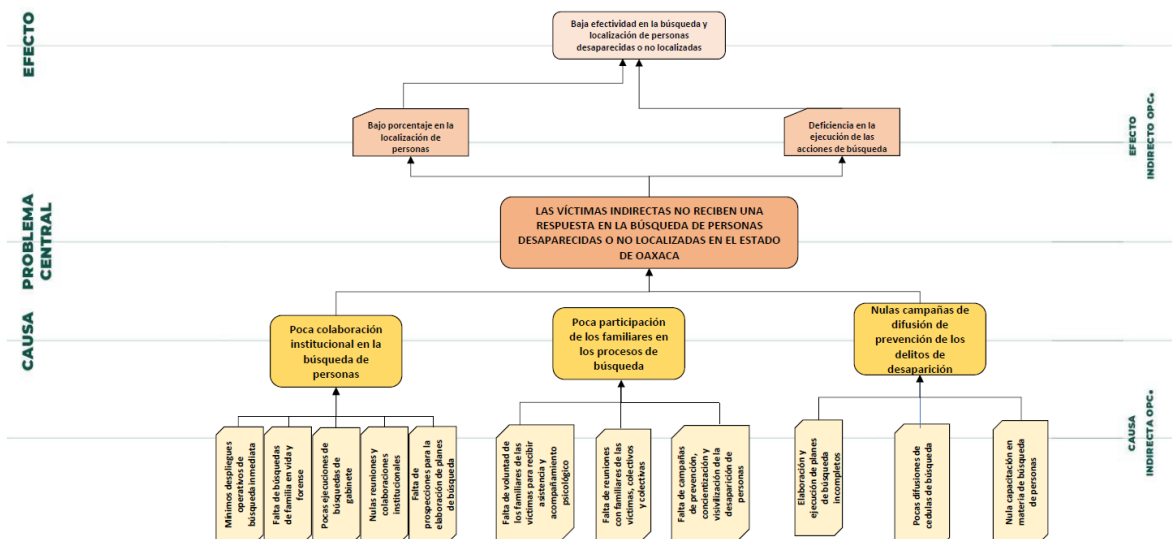 EFECTO
Baja efectividad en la búsqueda y
localización de personas
desaparecidas o no localizadas
EFECTO
INDIRECTO OPC.
Bajo porcentaje en la
localización de
personas
Deficiencia en la
ejecución de las
acciones de búsqueda
PROBLEMA
CENTRAL
LAS VÍCTIMAS INDIRECTAS NO RECIBEN UNA
RESPUESTA EN LA BÚSQUEDA DE PERSONAS
DESAPARECIDAS O NO LOCALIZADAS EN EL ESTADO
DE OAXACA
CAUSA
Poca colaboración
institucional en la
búsqueda de
personas
Poca participación
de los familiares en
los procesos de
búsqueda
Nulas campañas de
difusión de
prevención de los
delitos de
desaparición
CAUSA
INDIRECTA OPC.
Mínimos despliegues
de operativos de
búsqueda inmediata
Falta de búsquedas
de familia en vida y
forense
Pocas ejecuciones de
búsquedas de
gabinete
Nulas reuniones y
colaboraciones
institucionales
Falta de
prospecciones para la
elaboración de planes
de búsqueda
Falta de voluntad de
los familiares de las
víctimas para recibir
asistencia y
acompañamiento
psicológico
Falta de reuniones
con familiares de las
víctimas, colectivos
y colectivas
Falta de campañas
de prevención,
concientización y
visivilización de la
desaparición de
personas
Elaboración y
ejecución de planes
de búsqueda
incompletos
Pocas difusiones de
cedulas de búsqueda
Nula capacitación en
materia de búsqueda
de personas